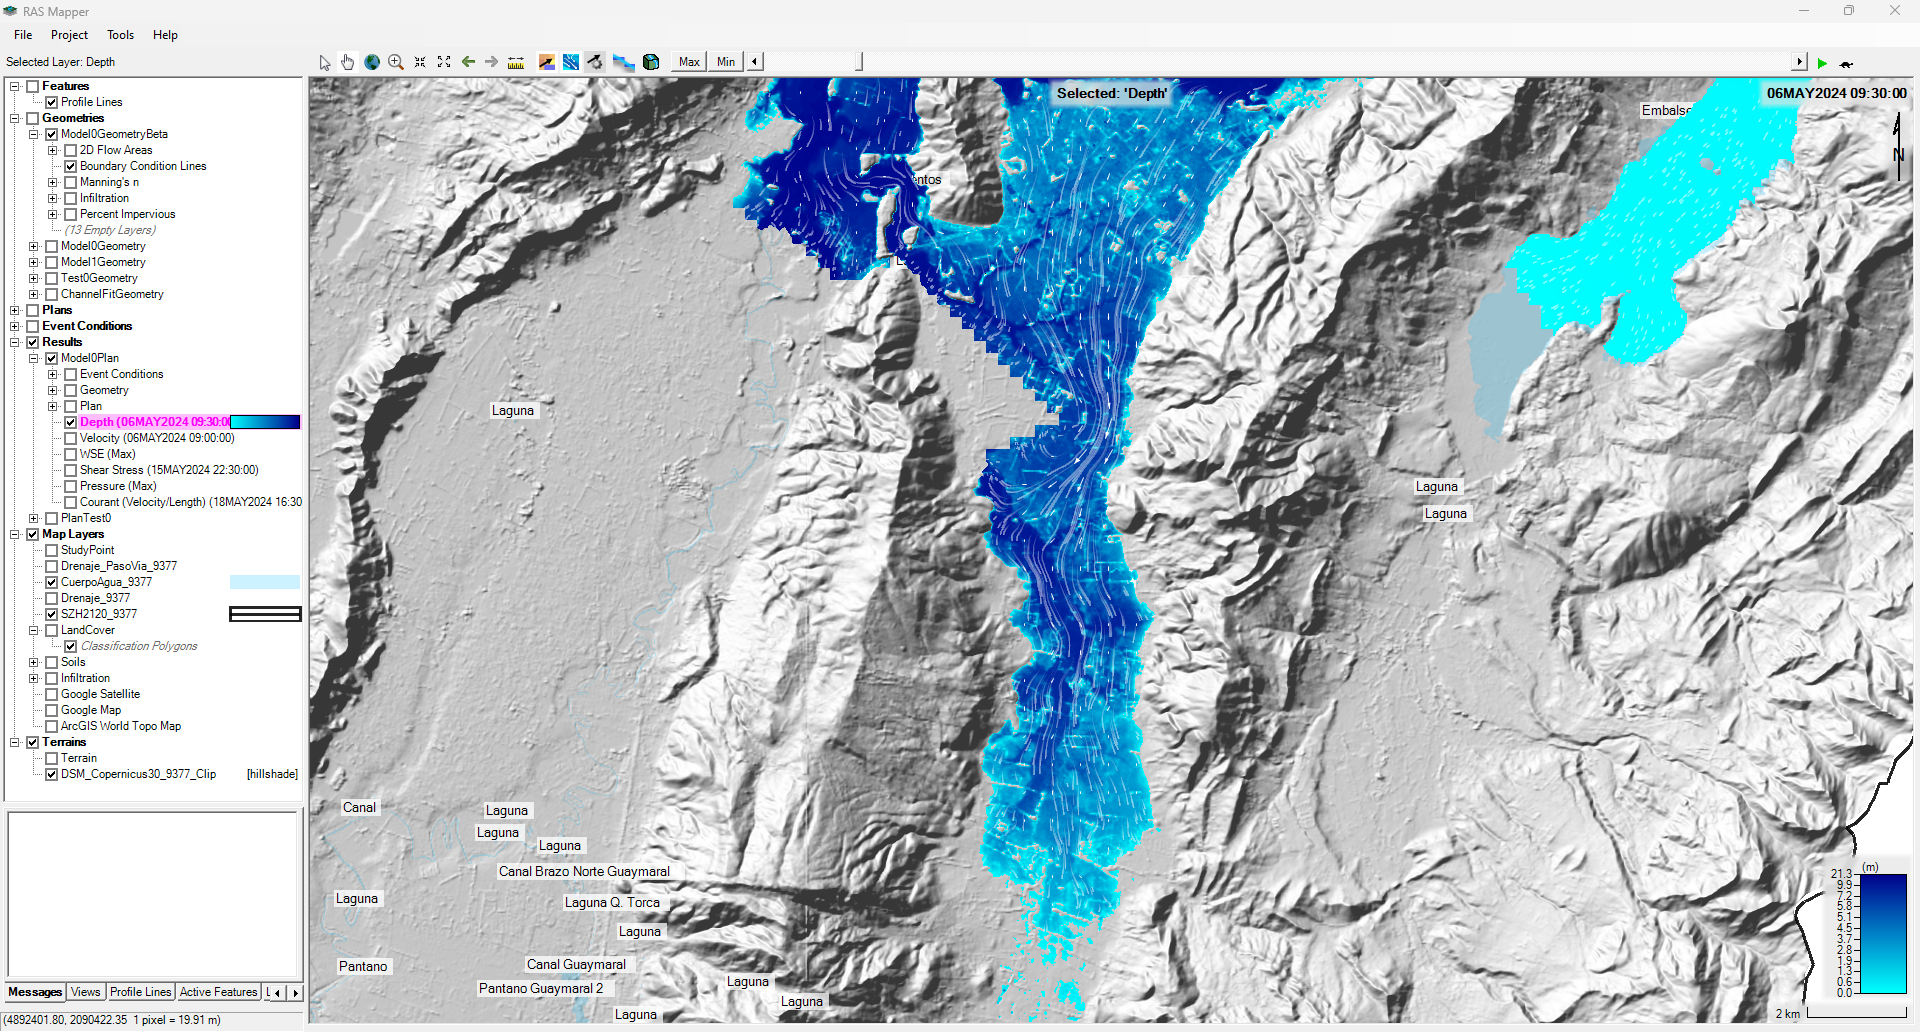 RAS Mapper
File Project Tools Help
Selected Layer: Depth
Max Min
Features
Profile Lines
Geometries
Model0GeometryBeta
2D Flow Areas
Boundary Condition Lines
Manning's n
Infiltration
Percent Impervious
(13 Empty Layers)
Model0Geometry
Model1Geometry
Test0Geometry
ChannelFitGeometry
Plans
Event Conditions
Results
Model0Plan
Event Conditions
Geometry
Plan
Depth (06MAY2024 09:30:00
Velocity (06MAY2024 09:00:00)
WSE (Max)
Shear Stress (15MAY2024 22:30:00)
Pressure (Max)
Courant (Velocity/Length) (18MAY2024 16:30
PlanTest0
Map Layers
StudyPoint
Drenaje_PasoVia_9377
CuerpoAgua_9377
Drenaje_9377
SZH2120_9377
LandCover
Classification Polygons
Soils
Infiltration
Google Satellite
Google Map
ArcGIS World Topo Map
Terrains
Terrain
DSM_Copernicus30_9377_Clip [hillshade]
Messages Views Profile Lines Active Features L
(4892401.80, 2090422.35 1 pixel = 19.91 m)
Selected: 'Depth'
06MAY2024 09:30:00
Embalse
N
entos
L
Laguna
Laguna
Laguna
Canal
Laguna
Laguna
Laguna
Canal Brazo Norte Guaymaral
Laguna
Laguna Q. Torca
Laguna
Pantano
Canal Guaymaral
Laguna
Pantano Guaymaral 2
Laguna
Laguna
(m)
21.3
9.9
7.2
5.8
5.1
4.5
3.7
2.8
1.9
1.3
0.6
0.0
2 km